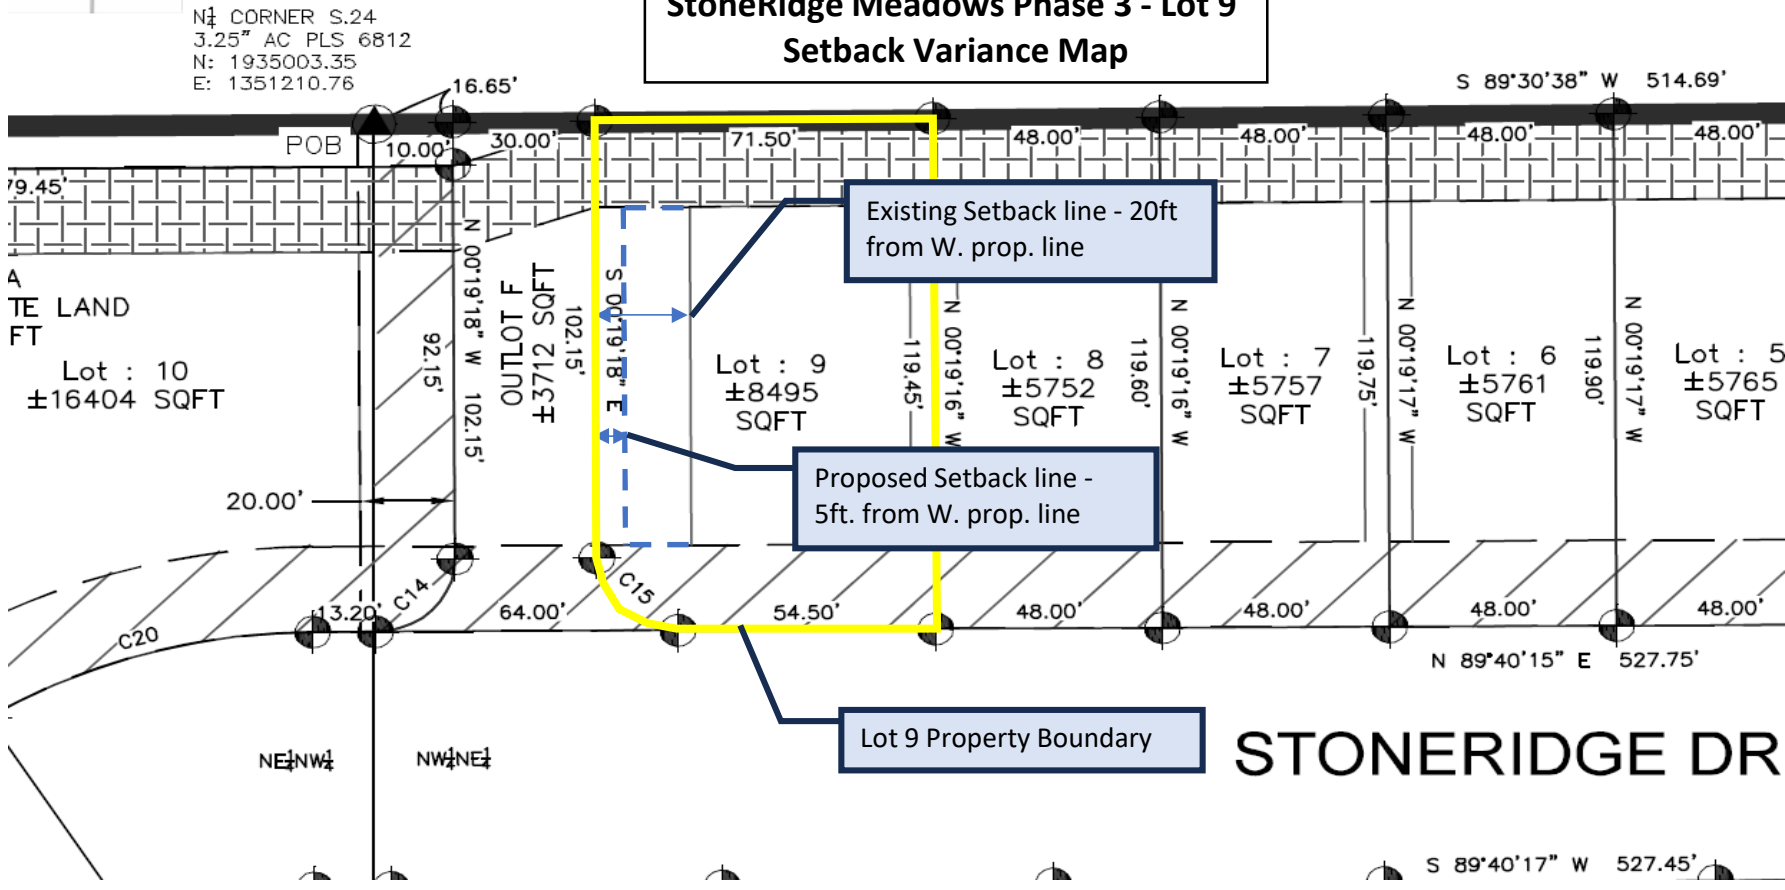 StoneRidge Meadows Phase 3 - Lot 9
Setback Variance Map
N¼ CORNER S.24
3.25" AC PLS 6812
N: 1935003.35
E: 1351210.76
16.65'
S 89°30'38" W 514.69'
POB
10.00'
30.00'
71.50'
48.00'
48.00'
48.00'
48.00'
79.45'
Existing Setback line - 20ft
from W. prop. line
A
TE LAND
FT
Lot : 10
±16404 SQFT
92.15'
N 00°19'18" W 102.15'
OUTLOT F
±3712 SQFT
102.15'
S 00°19'18" E
Lot : 9
±8495
SQFT
119.45'
N 00°19'16" W
Lot : 8
±5752
SQFT
119.60'
N 00°19'16" W
Lot : 7
±5757
SQFT
119.75'
N 00°19'17" W
Lot : 6
±5761
SQFT
119.90'
N 00°19'17" W
Lot : 5
±5765
SQFT
Proposed Setback line -
5ft. from W. prop. line
20.00'
C20
13.20'
C14
64.00'
C15
54.50'
48.00'
48.00'
48.00'
48.00'
N 89°40'15" E 527.75'
Lot 9 Property Boundary
STONERIDGE DR
NE¼NW¼
NW¼NE¼
S 89°40'17" W 527.45'